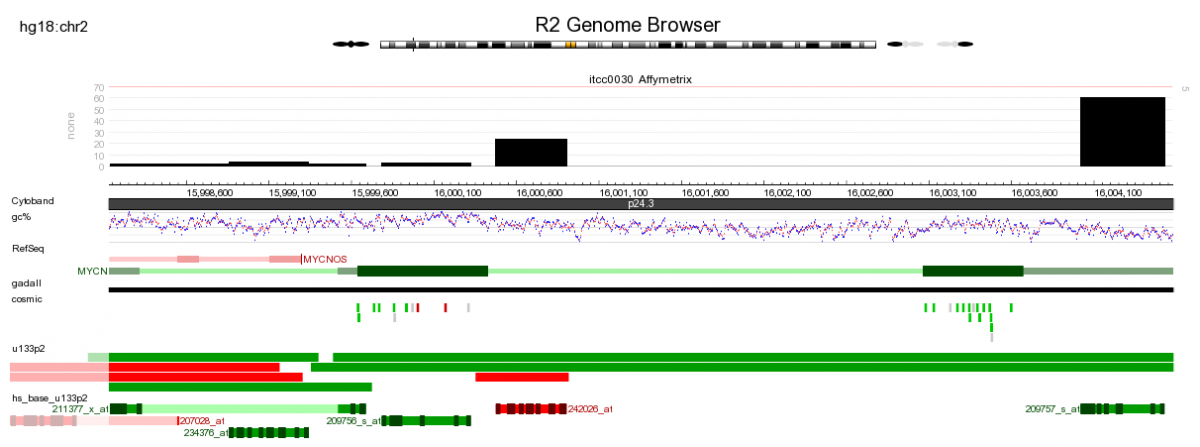 hg18:chr2
R2 Genome Browser
itcc0030 Affymetrix
70
60
50
40
30
20
10
0
none
5
15,998,600 15,999,100 15,999,600 16,000,100 16,000,600 16,001,100 16,001,600 16,002,100 16,002,600 16,003,100 16,003,600 16,004,100
Cytoband
p24.3
gc%
RefSeq
MYCNOS
MYCN
gadall
cosmic
u133p2
hs_base_u133p2
211377_x_at 242026_at 209757_s_at
207028_at 209756_s_at
234376_at